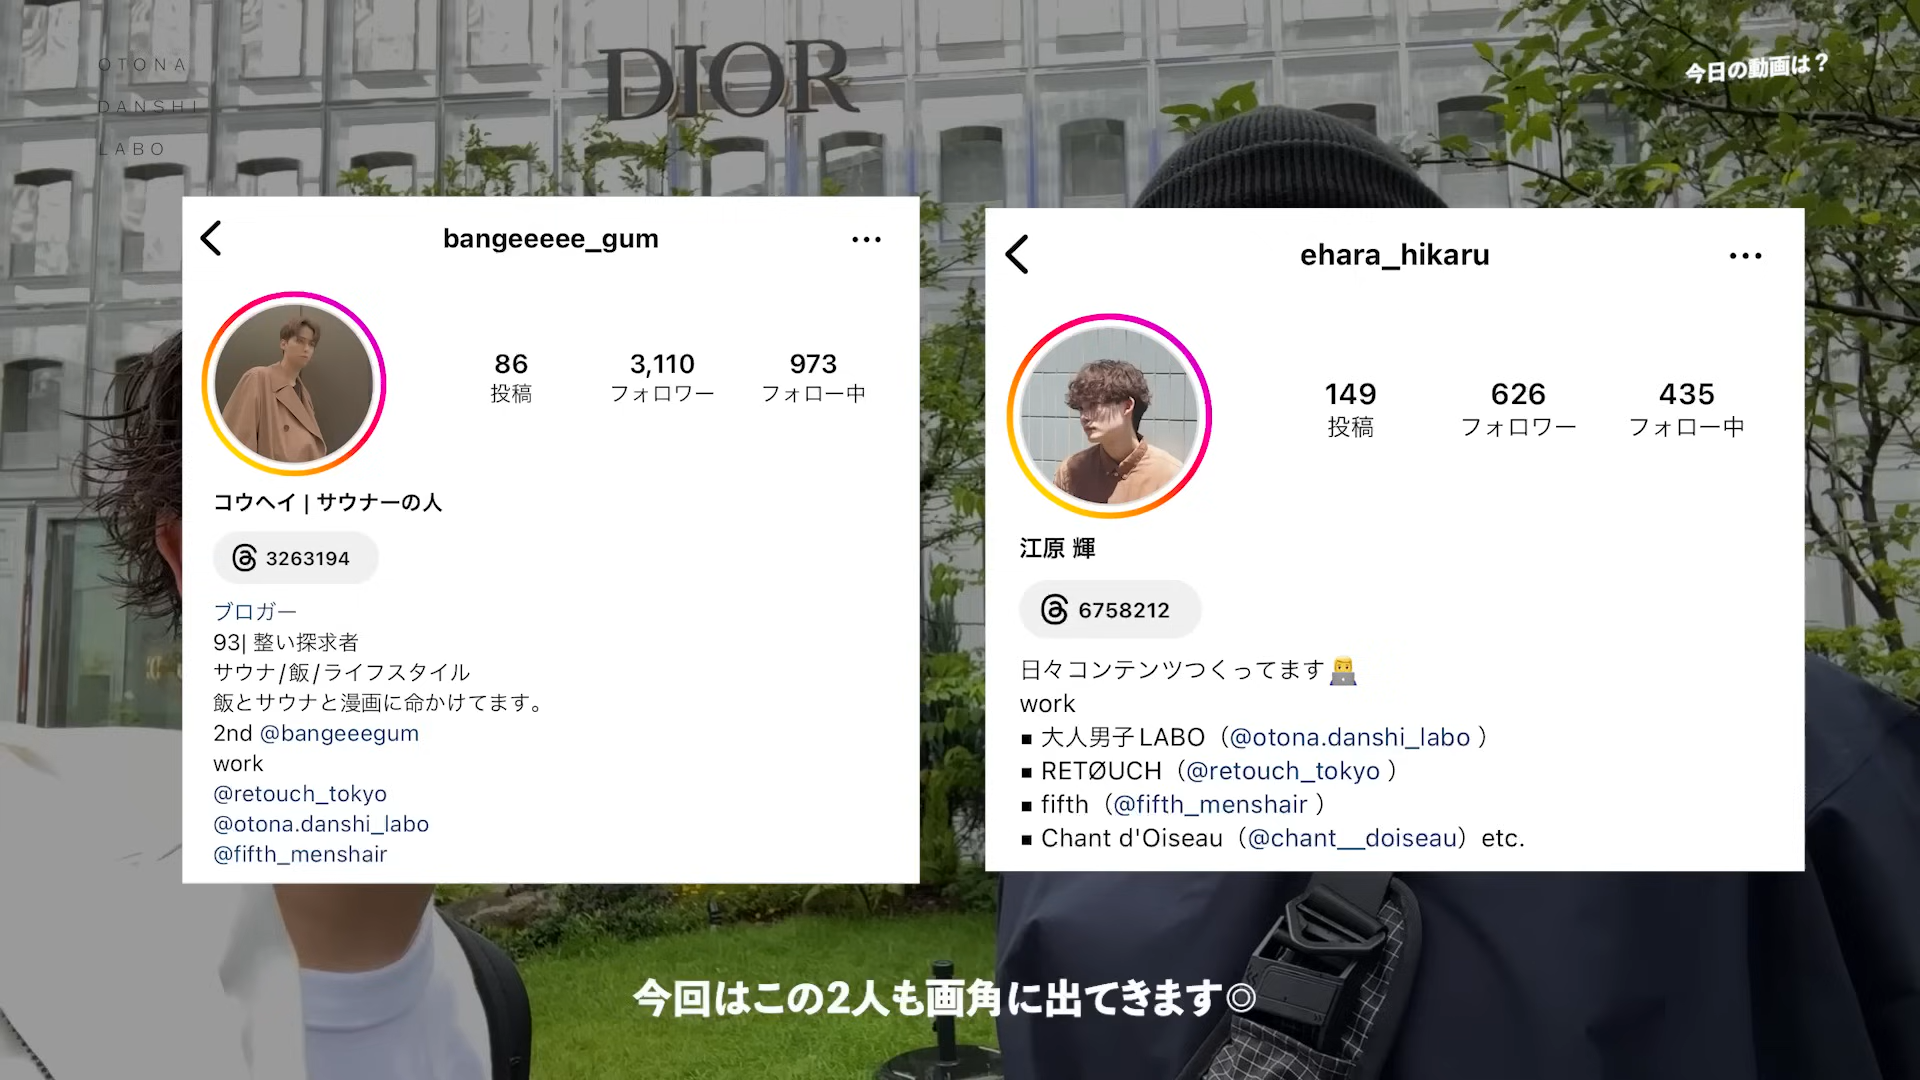 OTONA
DANSHI
LABO
DIOR
今日の動画は？
bangeeeee_gum
86
3,110
973
投稿
フォロワー
フォロー中
コウヘイ | サウナーの人
3263194
ブロガー
93| 整い探求者
サウナ/飯/ライフスタイル
飯とサウナと漫画に命かけてます。
2nd @bangeeegum
work
@retouch_tokyo
@otona.danshi_labo
@fifth_menshair
ehara_hikaru
149
626
435
投稿
フォロワー
フォロー中
江原 輝
6758212
日々コンテンツつくってます👨‍💻
work
▪ 大人男子LABO（@otona.danshi_labo ）
▪ RETØUCH（@retouch_tokyo ）
▪ fifth（@fifth_menshair ）
▪ Chant d'Oiseau（@chant__doiseau）etc.
今回はこの2人も画角に出てきます◎